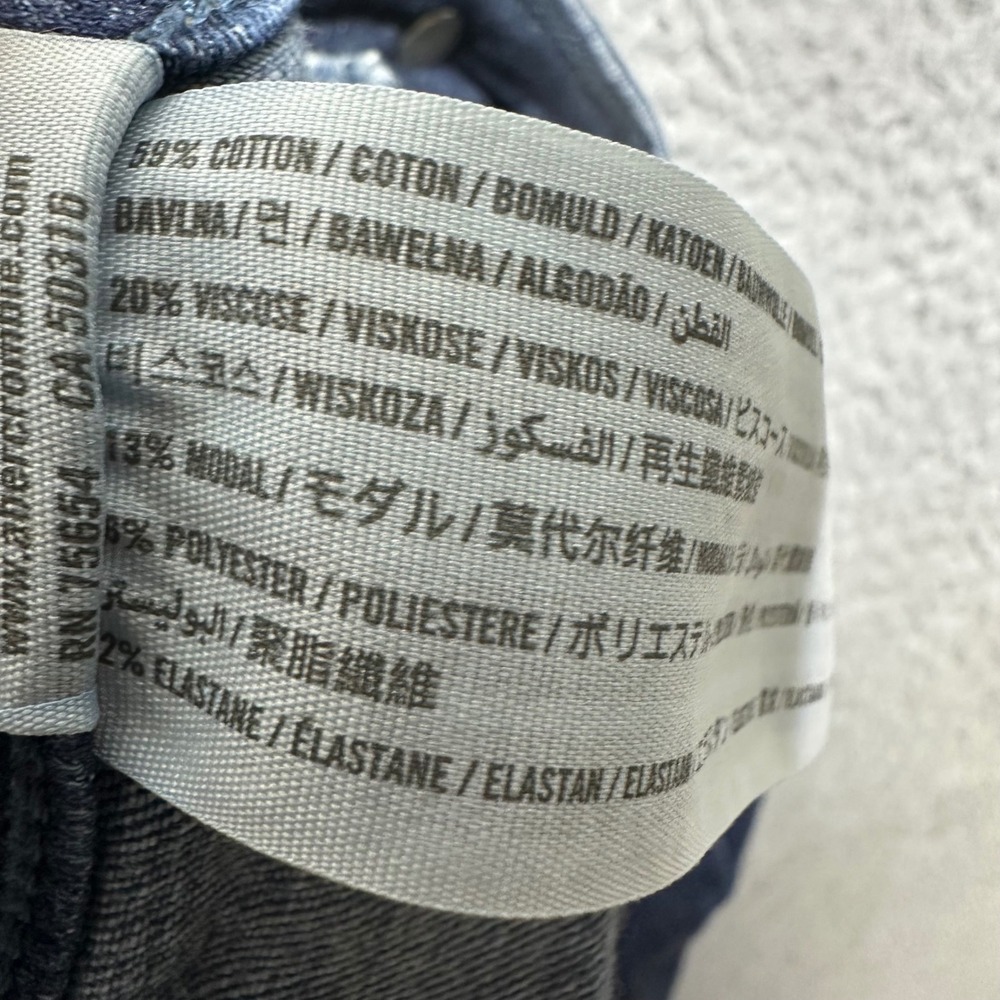 www.abercrombie.com
RN 75654 CA 50316
59% COTTON / COTON / BOMULD / KATOEN /
BAVLNA / 면 / BAWEŁNA / ALGODÃO / القطن
20% VISCOSE / VISKOSE / VISKOS / VISCOSA / ビスコース
비스코스 / WISKOZA / الفسكوز / 再生纖維
13% MODAL / モダル / 莫代尔纤维 /
6% POLYESTER / POLIESTERE / ポリエステル
البوليستر / 聚脂纖維
2% ELASTANE / ÉLASTANE / ELASTAN / ELASTAIN